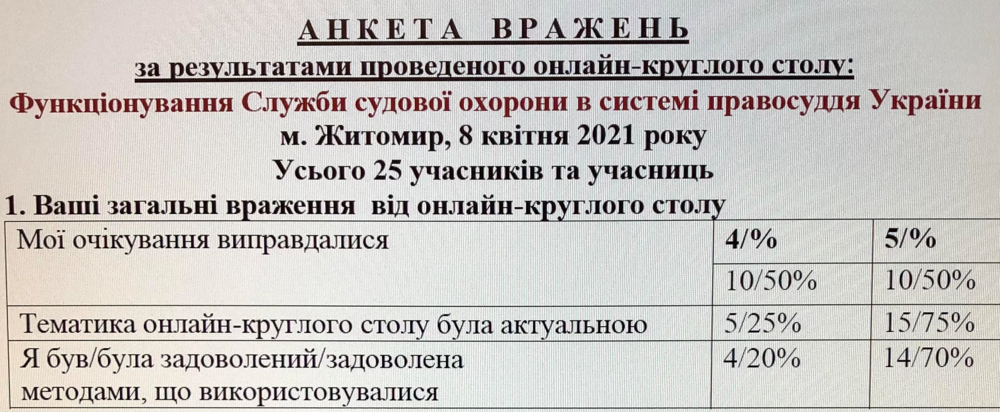 АНКЕТА ВРАЖЕНЬ
за результатами проведеного онлайн-круглого столу:
Функціонування Служби судової охорони в системі правосуддя України
м. Житомир, 8 квітня 2021 року
Усього 25 учасників та учасниць
1. Ваші загальні враження від онлайн-круглого столу
Мої очікування виправдалися 4/% 5/%
10/50% 10/50%
Тематика онлайн-круглого столу була актуальною 5/25% 15/75%
Я був/була задоволений/задоволена 4/20% 14/70%
методами, що використовувалися